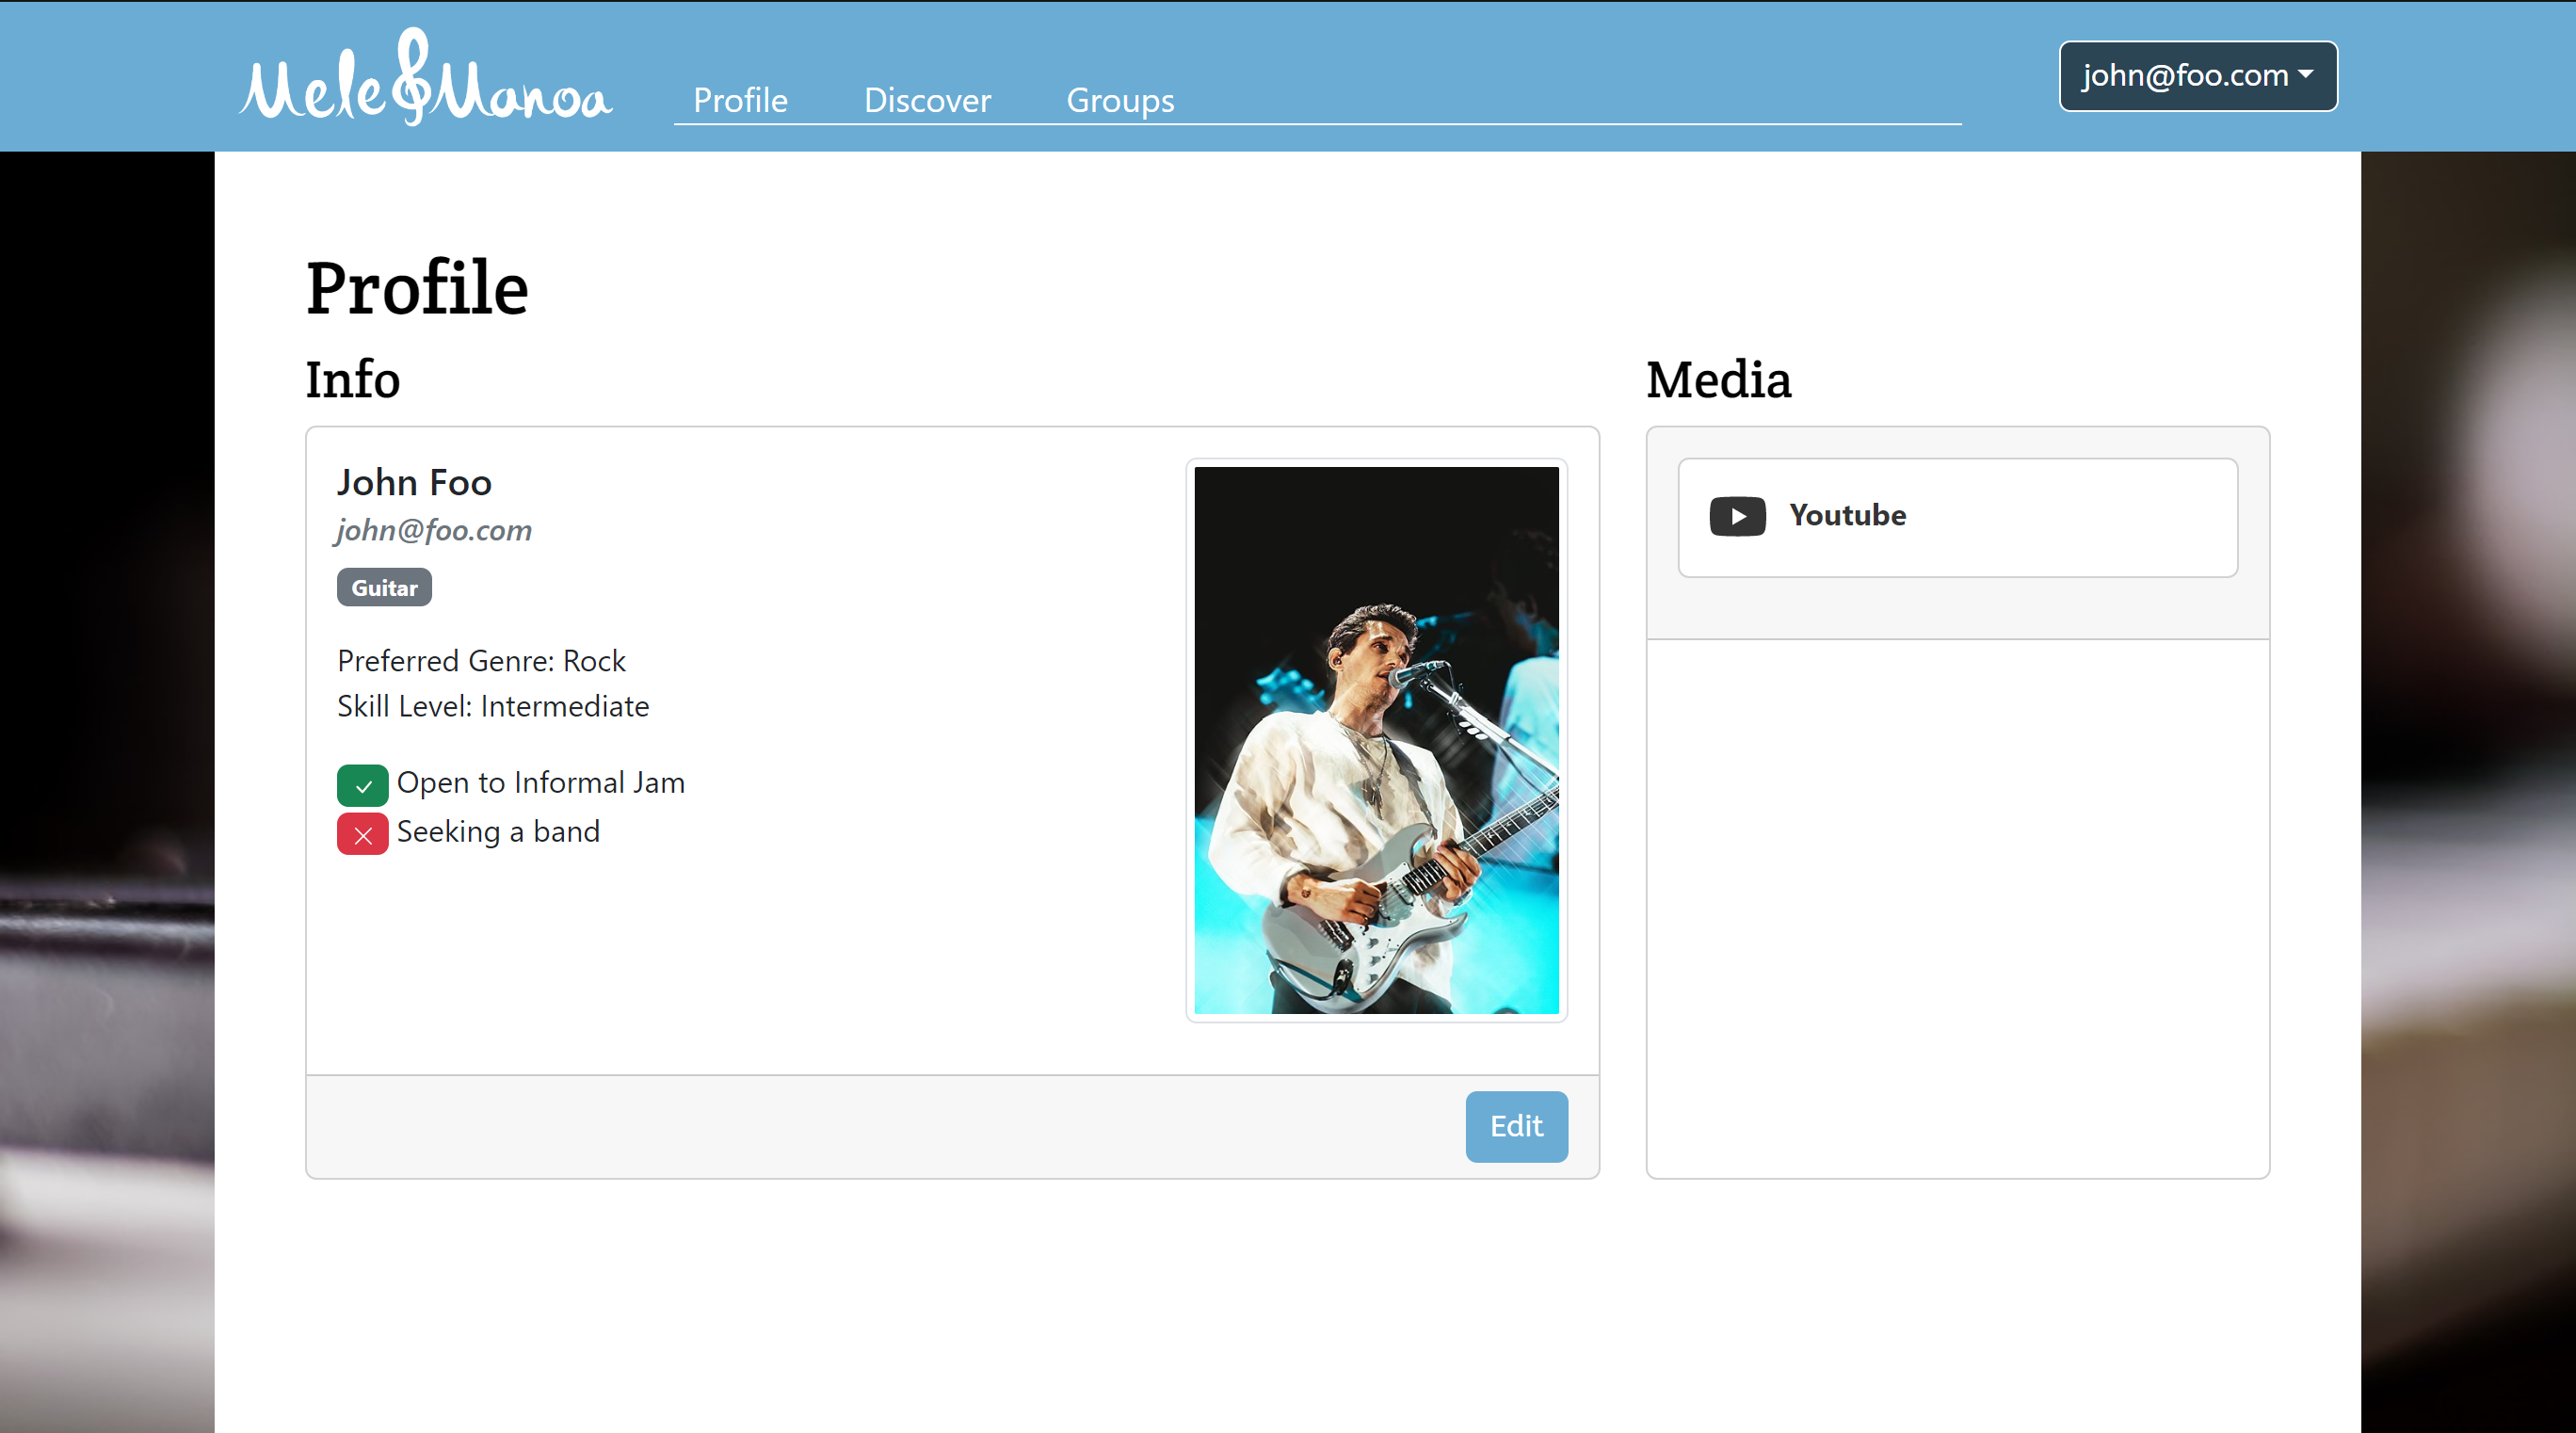 Mele Manoa
Profile Discover Groups
john@foo.com
Profile
Info
John Foo
john@foo.com
Guitar
Preferred Genre: Rock
Skill Level: Intermediate
Open to Informal Jam
Seeking a band
Edit
Media
Youtube